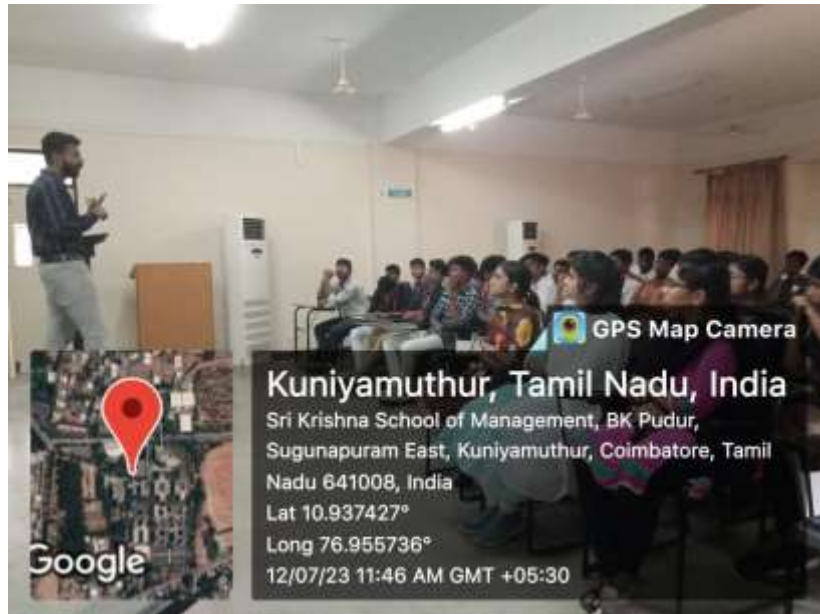 GPS Map Camera
Kuniyamuthur, Tamil Nadu, India
Sri Krishna School of Management, BK Pudur,
Sugunapuram East, Kuniyamuthur, Coimbatore, Tamil
Nadu 641008, India
Lat 10.937427°
Long 76.955736°
12/07/23 11:46 AM GMT +05:30
Google